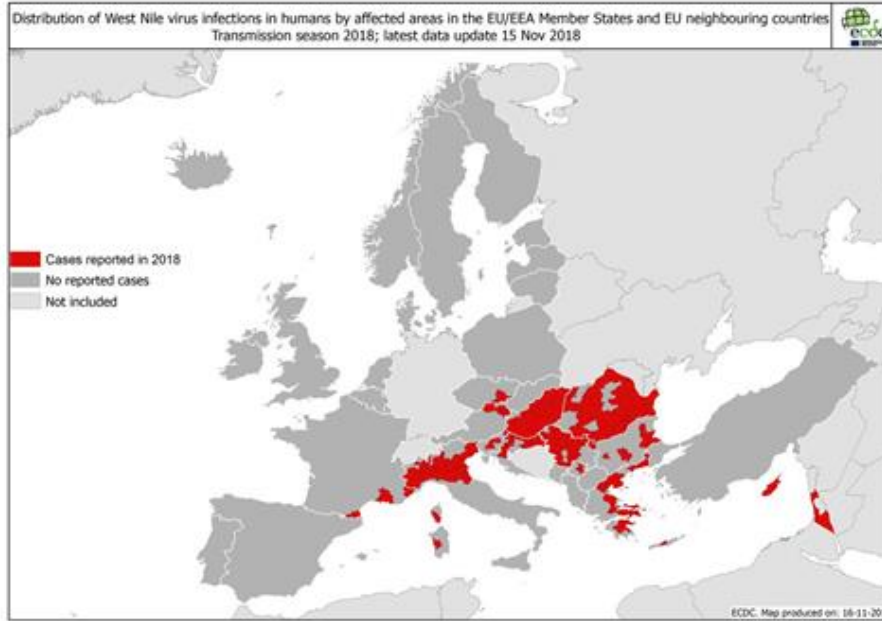 Distribution of West Nile virus infections in humans by affected areas in the EU/EEA Member States and EU neighbouring countries
Transmission season 2018; latest data update 15 Nov 2018
ecdc
Cases reported in 2018
No reported cases
Not included
ECDC. Map produced on: 16-11-20